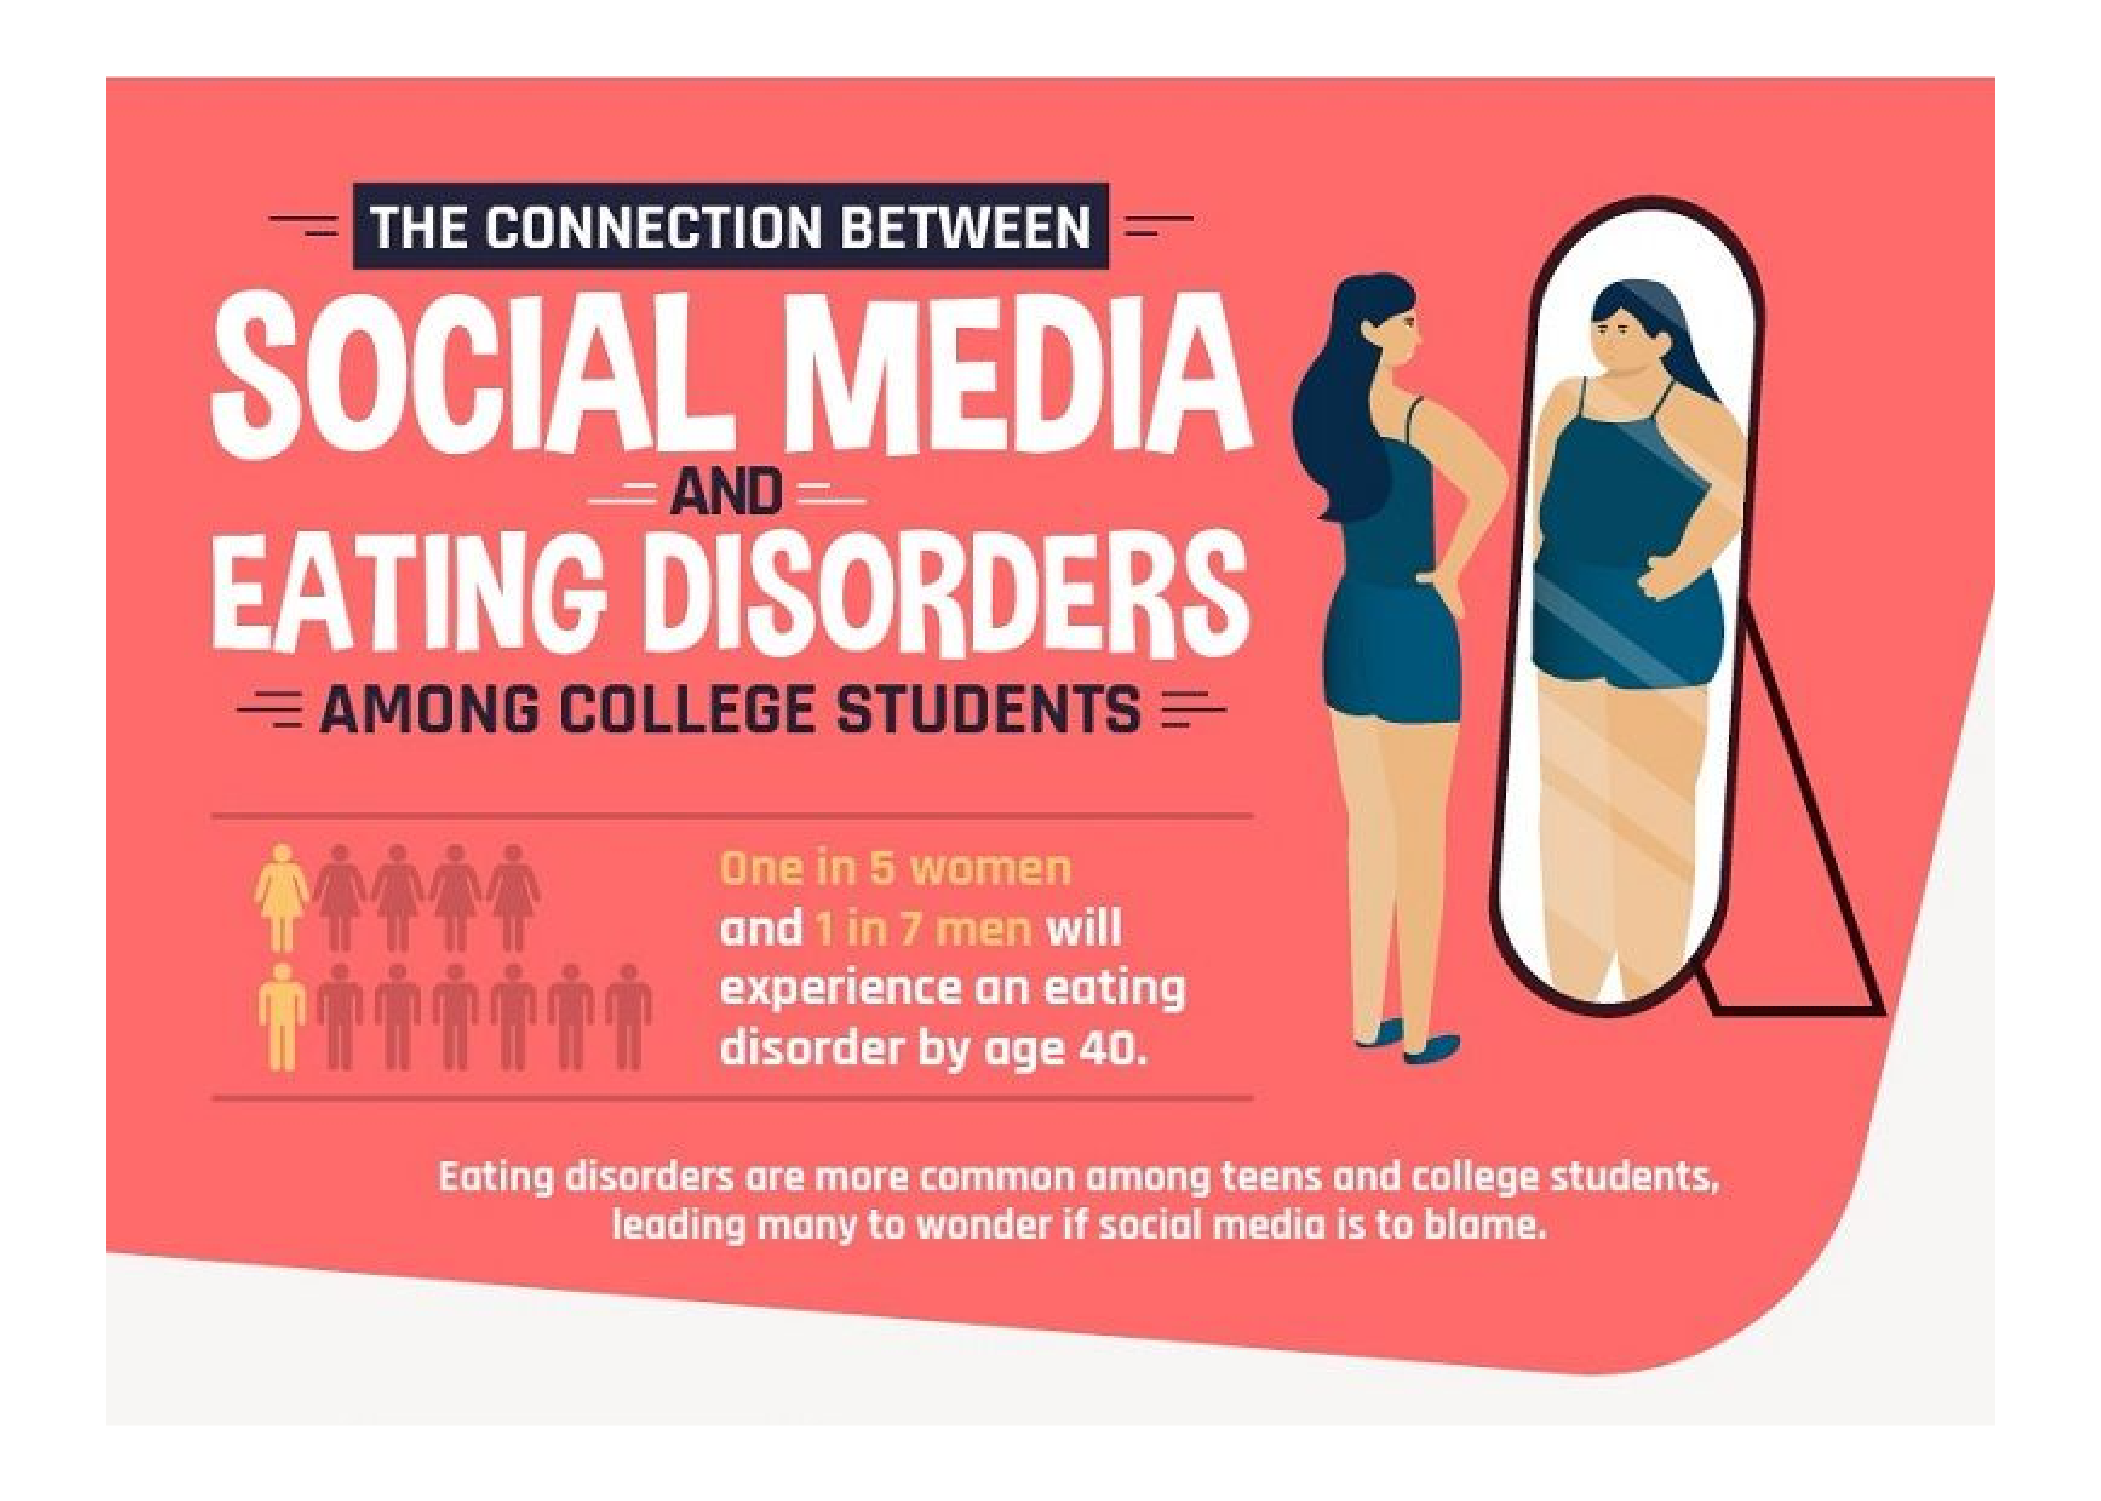 THE CONNECTION BETWEEN
SOCIAL MEDIA
AND
EATING DISORDERS
AMONG COLLEGE STUDENTS
One in 5 women
and 1 in 7 men will
experience an eating
disorder by age 40.
Eating disorders are more common among teens and college students,
leading many to wonder if social media is to blame.